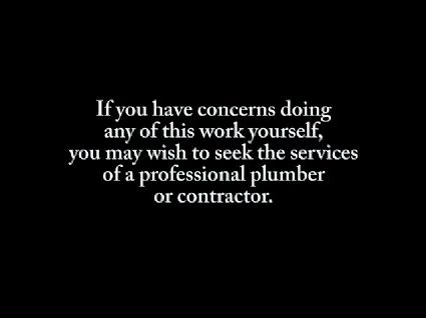 If you have concerns doing
any of this work yourself,
you may wish to seek the services
of a professional plumber
or contractor.